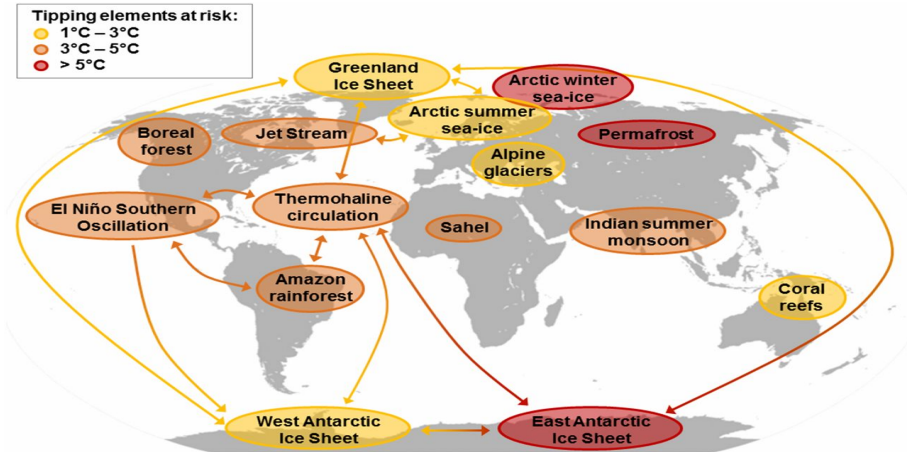 Tipping elements at risk:
1°C – 3°C
3°C – 5°C
> 5°C
Greenland
Ice Sheet
Arctic winter
sea-ice
Arctic summer
sea-ice
Boreal
forest
Jet Stream
Permafrost
Alpine
glaciers
El Niño Southern
Oscillation
Thermohaline
circulation
Sahel
Indian summer
monsoon
Amazon
rainforest
Coral
reefs
West Antarctic
Ice Sheet
East Antarctic
Ice Sheet